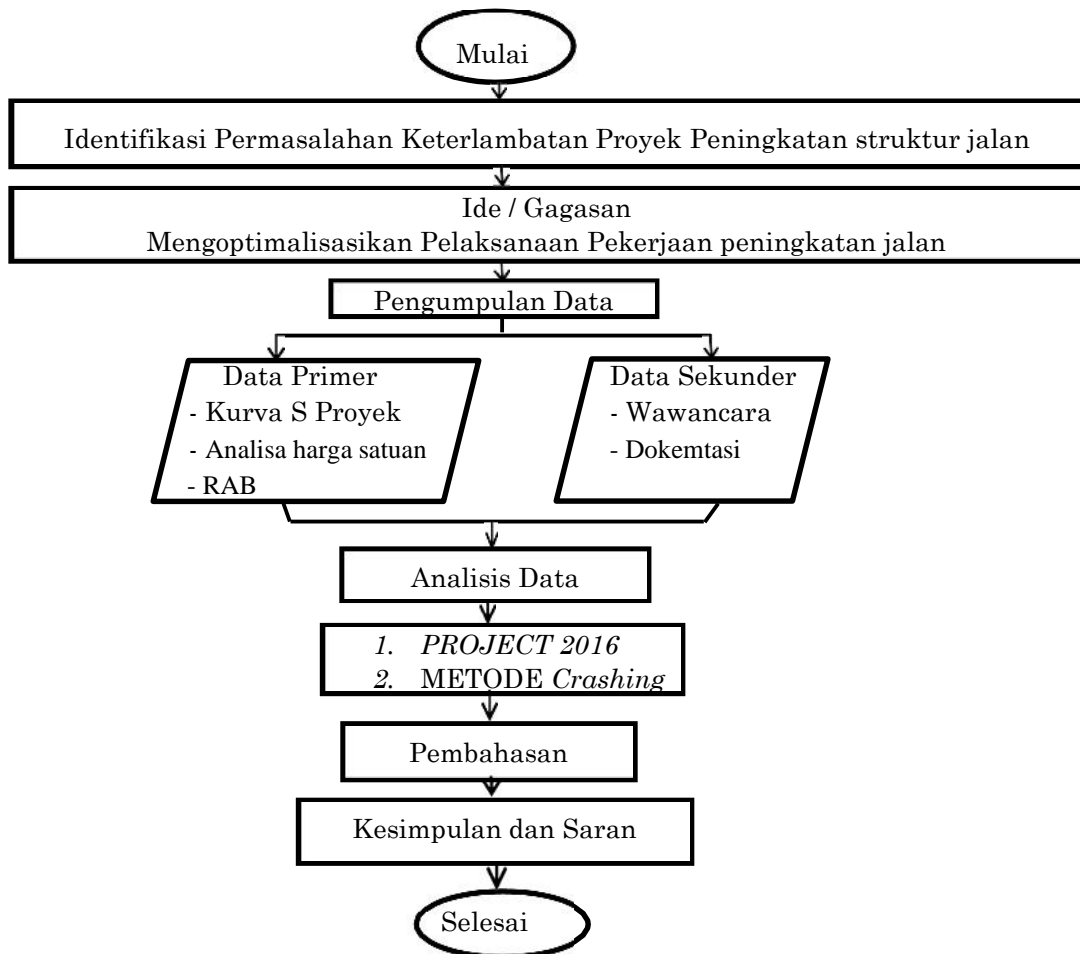 Mulai
Identifikasi Permasalahan Keterlambatan Proyek Peningkatan struktur jalan
Ide / Gagasan
Mengoptimalisasikan Pelaksanaan Pekerjaan peningkatan jalan
Pengumpulan Data
Data Primer
- Kurva S Proyek
- Analisa harga satuan
- RAB
Data Sekunder
- Wawancara
- Dokemtasi
Analisis Data
1. PROJECT 2016
2. METODE Crashing
Pembahasan
Kesimpulan dan Saran
Selesai